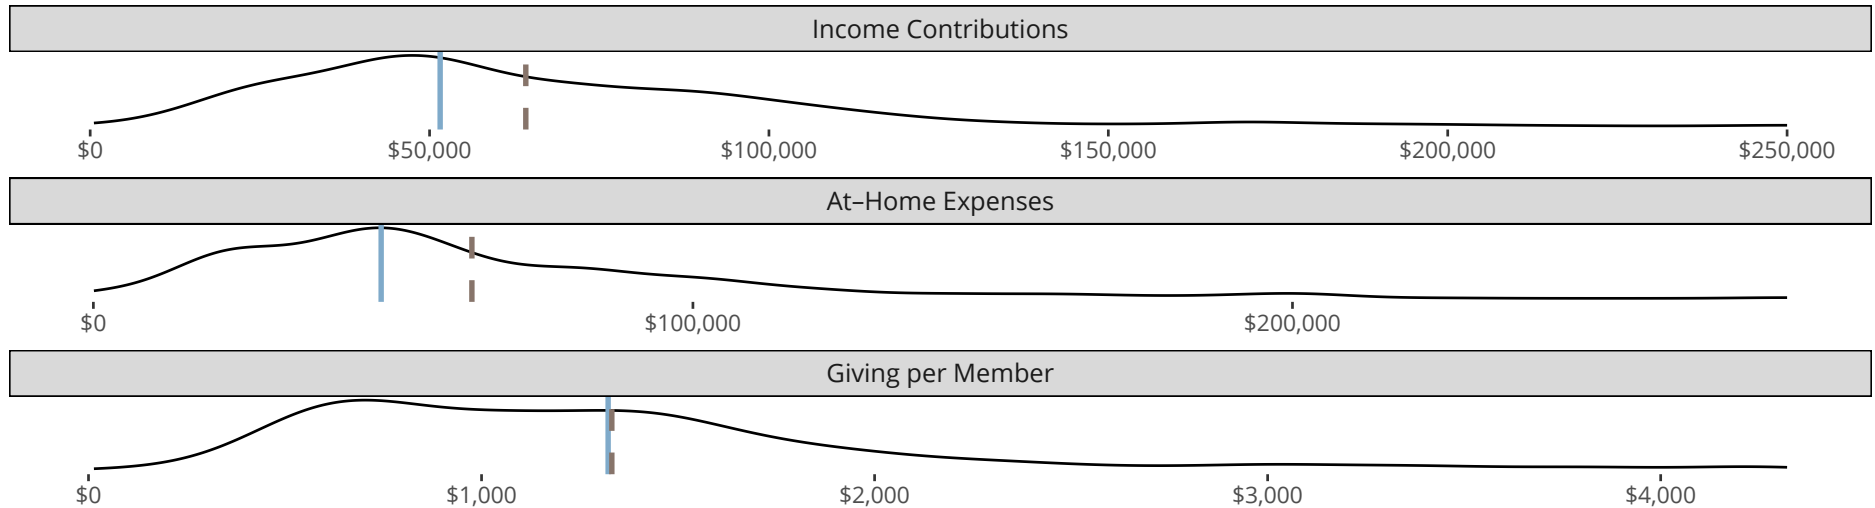 Income Contributions
$0 $50,000 $100,000 $150,000 $200,000 $250,000
At–Home Expenses
$0 $100,000 $200,000
Giving per Member
$0 $1,000 $2,000 $3,000 $4,000